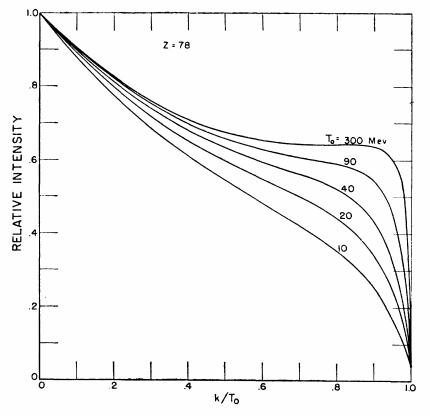 1.0
Z = 78
.8
T₀= 300 Mev
90
.6
40
20
.4
10
.2
0
0 .2 .4 .6 .8 1.0
RELATIVE INTENSITY
k/T₀